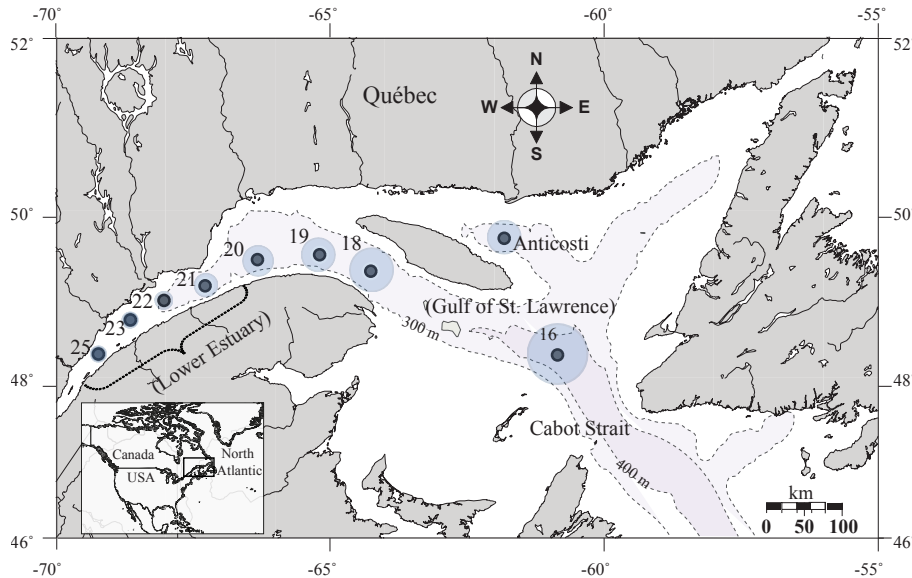 -70° -65° -60° -55°
52°
N
Québec
W E
S
50° 50°
19 18
20 Anticosti
21
22 (Gulf of St. Lawrence)
23 300 m
16
25 (Lower Estuary)
48° 48°
Cabot Strait
Canada North
Atlantic
USA
400 m
km
0 50 100
46° 46°
-70° -65° -60° -55°